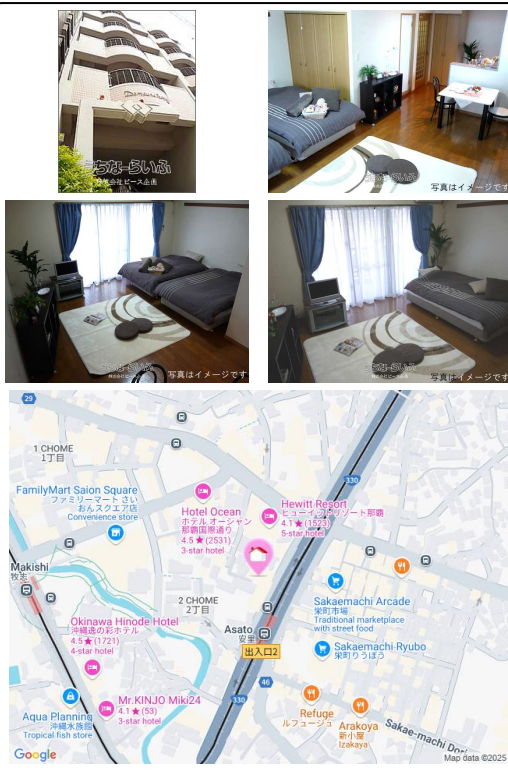 うちなーらいふ
株式会社ピース企画
うちなーらいふ
写真はイメージです
うちなーらいふ
写真はイメージです
うちなーらいふ
写真はイメージです
29
1 CHOME
1丁目
330
FamilyMart Saion Square
ファミリーマート さい
おんスクエア店
Convenience store
Hotel Ocean
ホテル オーシャン
那覇国際通り
4.5★(2531)
3-star hotel
Hewitt Resort
ヒューイットリゾート那覇
4.1★(1523)
5-star hotel
Makishi
牧志
2 CHOME
2丁目
Sakaemachi Arcade
栄町市場
Traditional marketplace
with street food
Okinawa Hinode Hotel
沖縄逸の彩ホテル
4.5★(1721)
4-star hotel
Asato
安里
出入口2
Sakaemachi Ryubo
栄町りうぼう
46
330
Mr.KINJO Miki24
4.1★(53)
3-star hotel
Aqua Planning
沖縄水族館
Tropical fish store
Refuge
ルフュージュ
Arakoya
新小屋
Izakaya
Sakae-machi Dori
Google
Map data ©2025